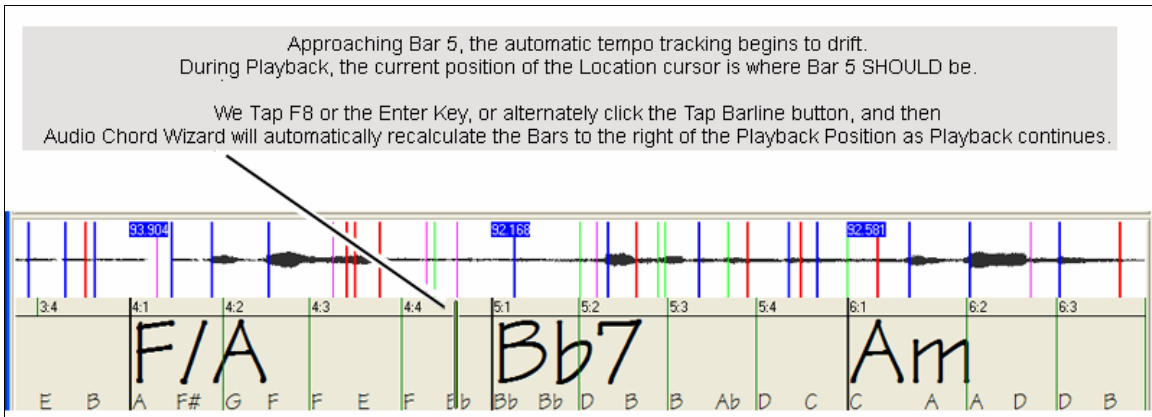 Approaching Bar 5, the automatic tempo tracking begins to drift.
During Playback, the current position of the Location cursor is where Bar 5 SHOULD be.
We Tap F8 or the Enter Key, or alternately click the Tap Barline button, and then
Audio Chord Wizard will automatically recalculate the Bars to the right of the Playback Position as Playback continues.
93.904 92.168 92.581
3:4 4:1 4:2 4:3 4:4 5:1 5:2 5:3 5:4 6:1 6:2 6:3
F/A Bb7 Am
E B A F# G F F E F Eb Bb Bb D B B Ab D C C A A D D B